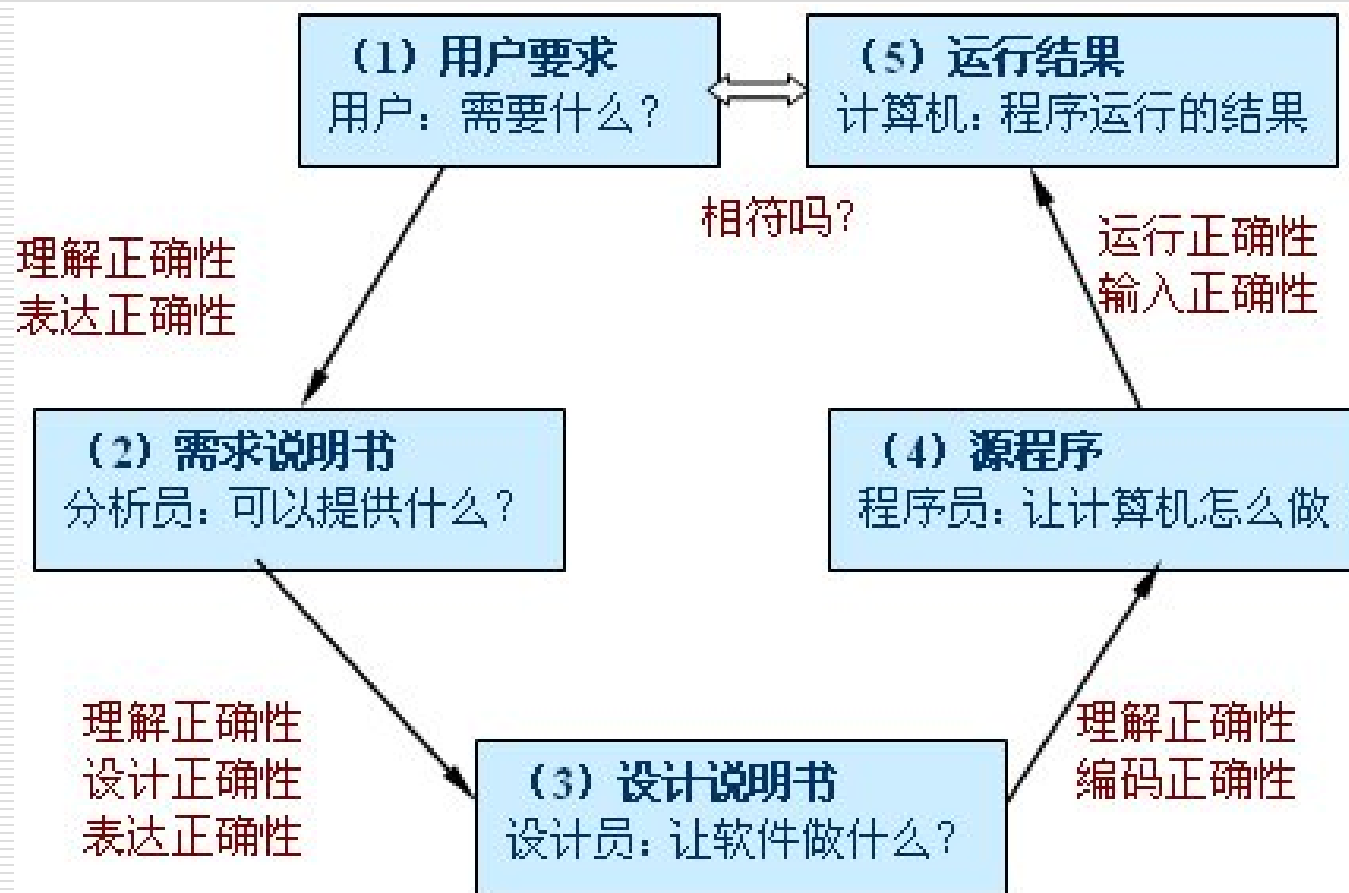 （1）用户要求
用户：需要什么？
（5）运行结果
计算机：程序运行的结果
相符吗？
理解正确性
表达正确性
运行正确性
输入正确性
（2）需求说明书
分析员：可以提供什么？
（4）源程序
程序员：让计算机怎么做
理解正确性
设计正确性
表达正确性
理解正确性
编码正确性
（3）设计说明书
设计员：让软件做什么？